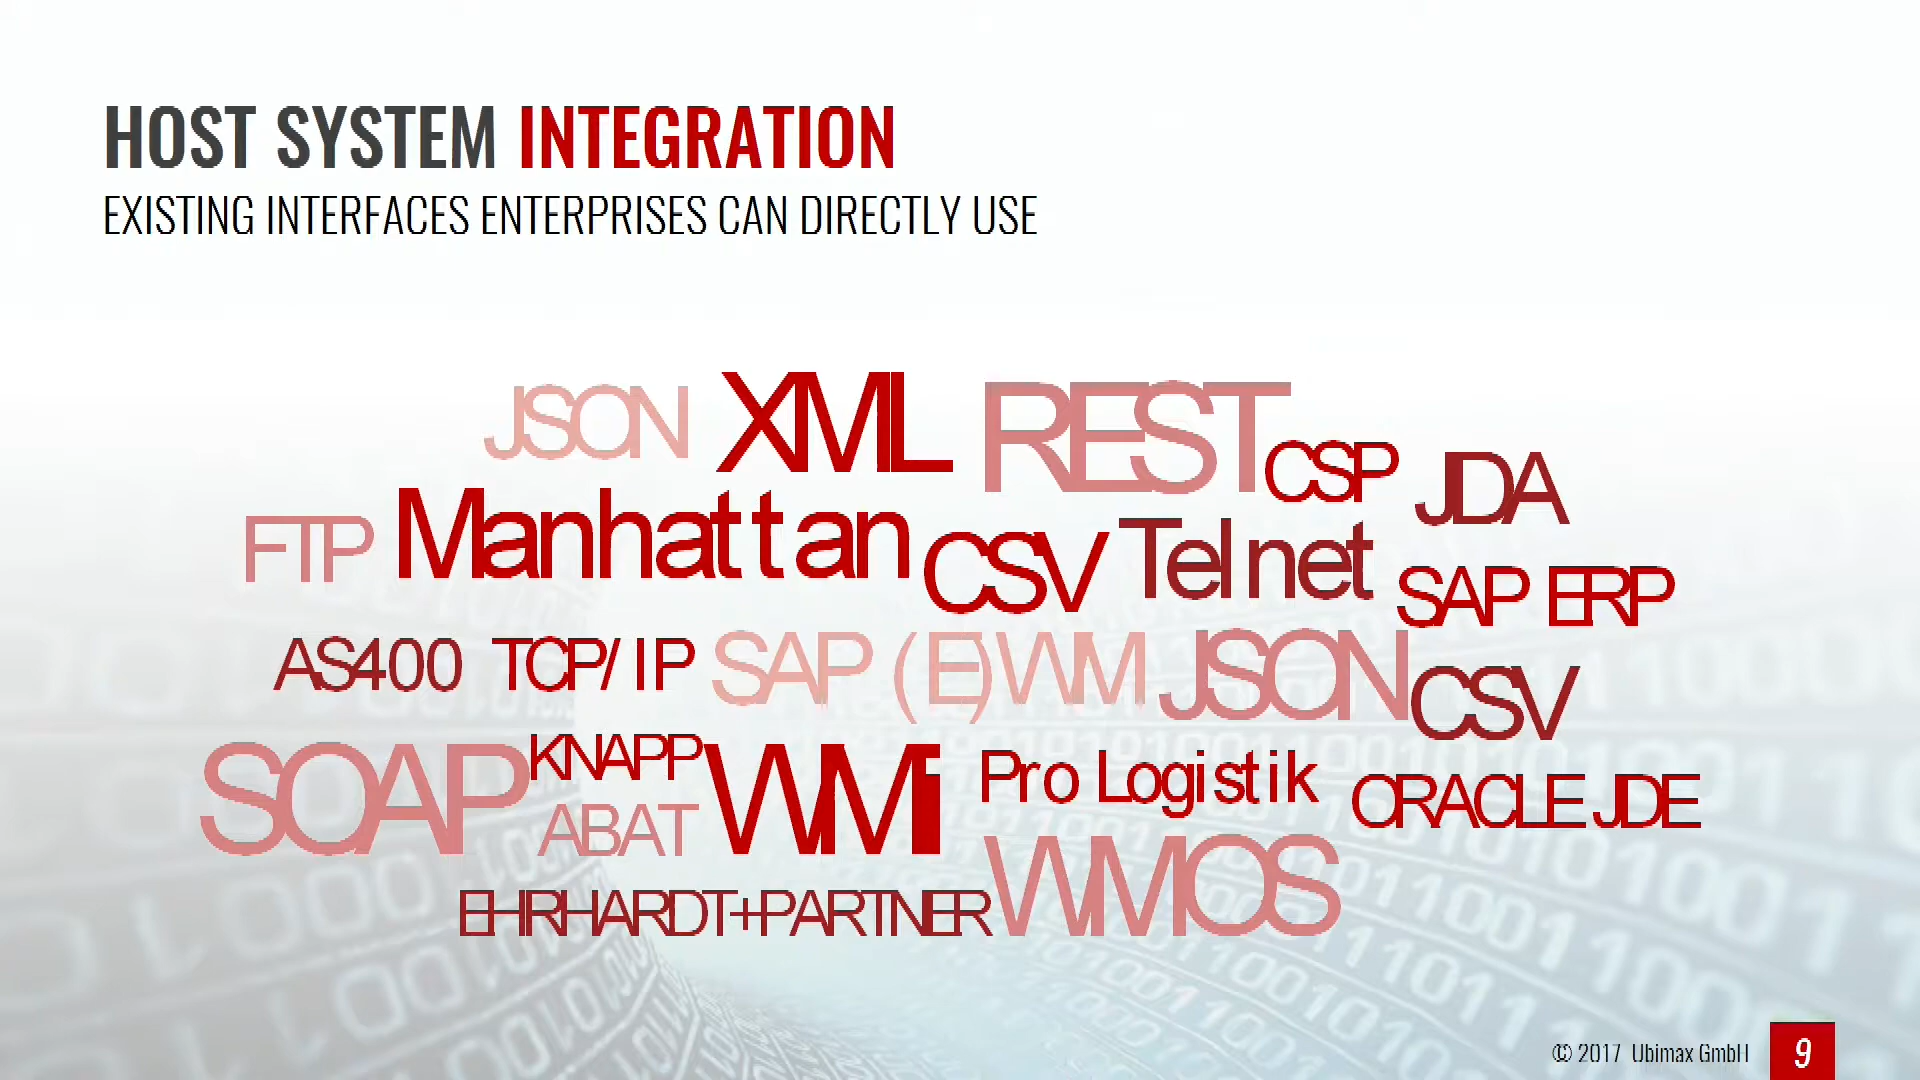 HOST SYSTEM INTEGRATION
EXISTING INTERFACES ENTERPRISES CAN DIRECTLY USE
JSON XML REST CSP JDA
FTP Manhattan CSV Telnet SAP ERP
AS400 TCP/IP SAP (E)WM JSON CSV
SOAP KNAPP WMi Pro Logistik ORACLE JDE
ABAT WMOS
EHRHARDT+PARTNER
© 2017 Ubimax GmbH 9